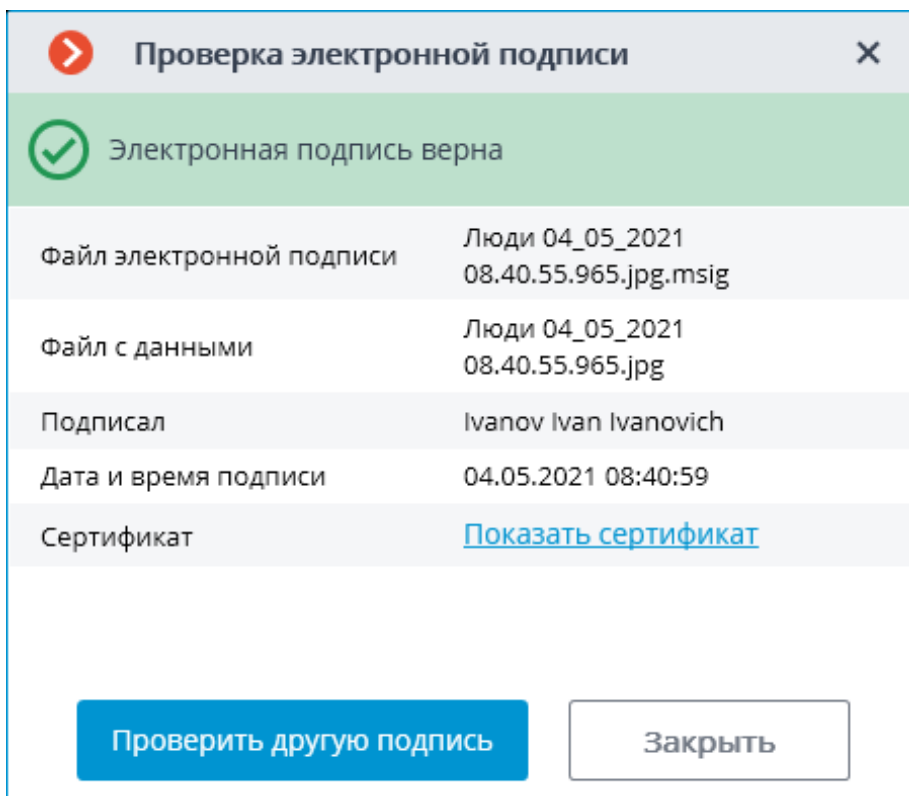 Проверка электронной подписи
Электронная подпись верна
Файл электронной подписи
Люди 04_05_2021
08.40.55.965.jpg.msig
Файл с данными
Люди 04_05_2021
08.40.55.965.jpg
Подписал
Ivanov Ivan Ivanovich
Дата и время подписи
04.05.2021 08:40:59
Сертификат
Показать сертификат
Проверить другую подпись
Закрыть